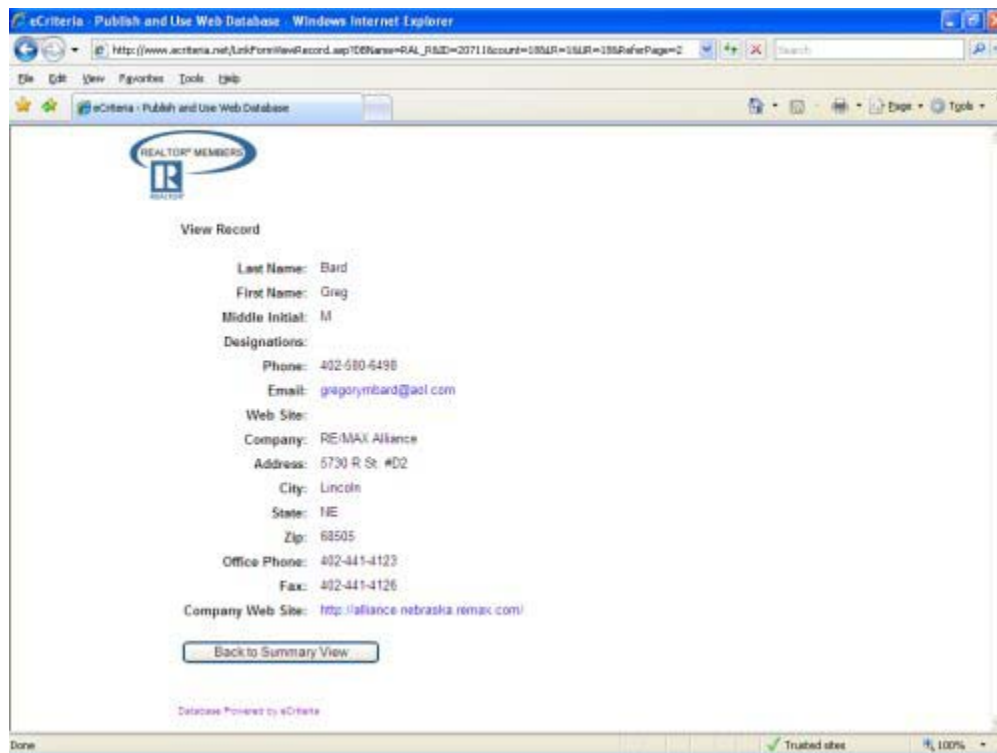 eCriteria - Publish and Use Web Database - Windows Internet Explorer
Search
File Edit View Favorites Tools Help
eCriteria - Publish and Use Web Database
Page Tools
REALTOR® MEMBERS
REALTOR®
View Record
Last Name: Bard
First Name: Greg
Middle Initial: M
Designations:
Phone: 402-580-6498
Email: gregorymbard@aol.com
Web Site:
Company: RE/MAX Alliance
Address: 5730 R St. #D2
City: Lincoln
State: NE
Zip: 68505
Office Phone: 402-441-4123
Fax: 402-441-4126
Company Web Site: http://alliance.nebraska.remax.com/
Back to Summary View
Database Powered by eCriteria
Done
Trusted sites
100%